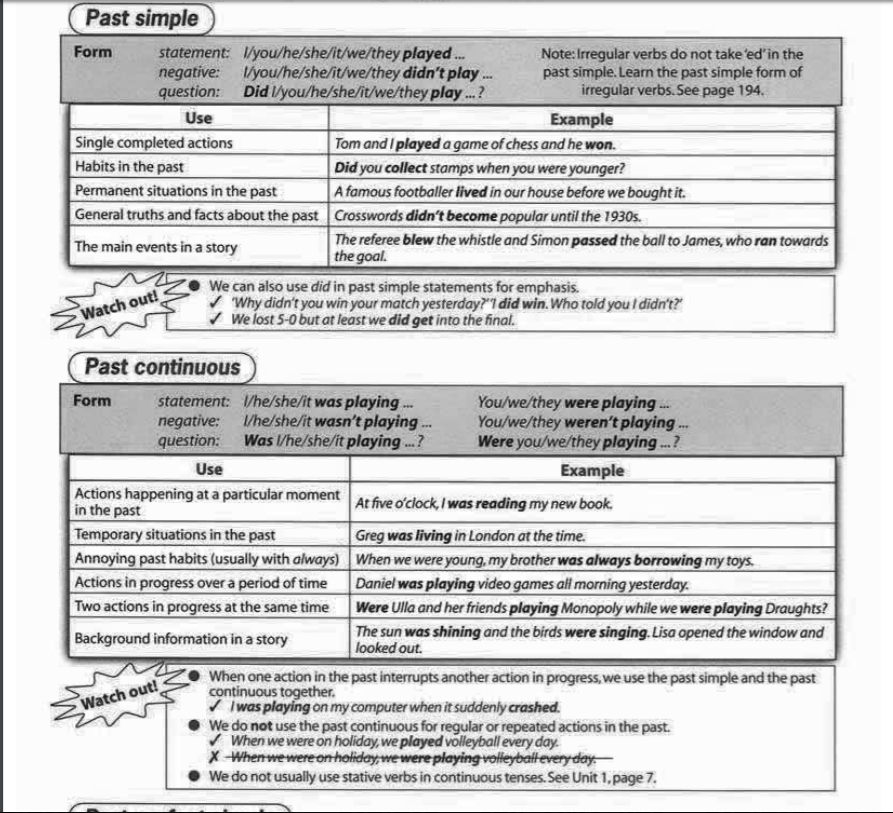 Past simple
Form statement: I/you/he/she/it/we/they played ... Note: Irregular verbs do not take 'ed' in the
negative: I/you/he/she/it/we/they didn't play ... past simple. Learn the past simple form of
question: Did I/you/he/she/it/we/they play ...? irregular verbs. See page 194.
Use Example
Single completed actions Tom and I played a game of chess and he won.
Habits in the past Did you collect stamps when you were younger?
Permanent situations in the past A famous footballer lived in our house before we bought it.
General truths and facts about the past Crosswords didn't become popular until the 1930s.
The main events in a story The referee blew the whistle and Simon passed the ball to James, who ran towards
the goal.
Watch out!
● We can also use did in past simple statements for emphasis.
✓ 'Why didn't you win your match yesterday?' 'I did win. Who told you I didn't?'
✓ We lost 5-0 but at least we did get into the final.
Past continuous
Form statement: I/he/she/it was playing ... You/we/they were playing ...
negative: I/he/she/it wasn't playing ... You/we/they weren't playing ...
question: Was I/he/she/it playing ...? Were you/we/they playing ...?
Use Example
Actions happening at a particular moment
in the past At five o'clock, I was reading my new book.
Temporary situations in the past Greg was living in London at the time.
Annoying past habits (usually with always) When we were young, my brother was always borrowing my toys.
Actions in progress over a period of time Daniel was playing video games all morning yesterday.
Two actions in progress at the same time Were Ulla and her friends playing Monopoly while we were playing Draughts?
Background information in a story The sun was shining and the birds were singing. Lisa opened the window and
looked out.
Watch out!
● When one action in the past interrupts another action in progress, we use the past simple and the past
continuous together.
✓ I was playing on my computer when it suddenly crashed.
● We do not use the past continuous for regular or repeated actions in the past.
✓ When we were on holiday, we played volleyball every day.
✗ When we were on holiday, we were playing volleyball every day.
● We do not usually use stative verbs in continuous tenses. See Unit 1, page 7.